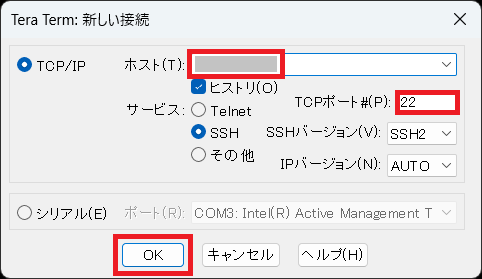 Tera Term: 新しい接続
TCP/IP
ホスト(T):
ヒストリ(O)
サービス:
Telnet
TCPポート#(P): 22
SSH
SSHバージョン(V): SSH2
その他
IPバージョン(N): AUTO
シリアル(E)
ポート(R): COM3: Intel(R) Active Management T
OK
キャンセル
ヘルプ(H)